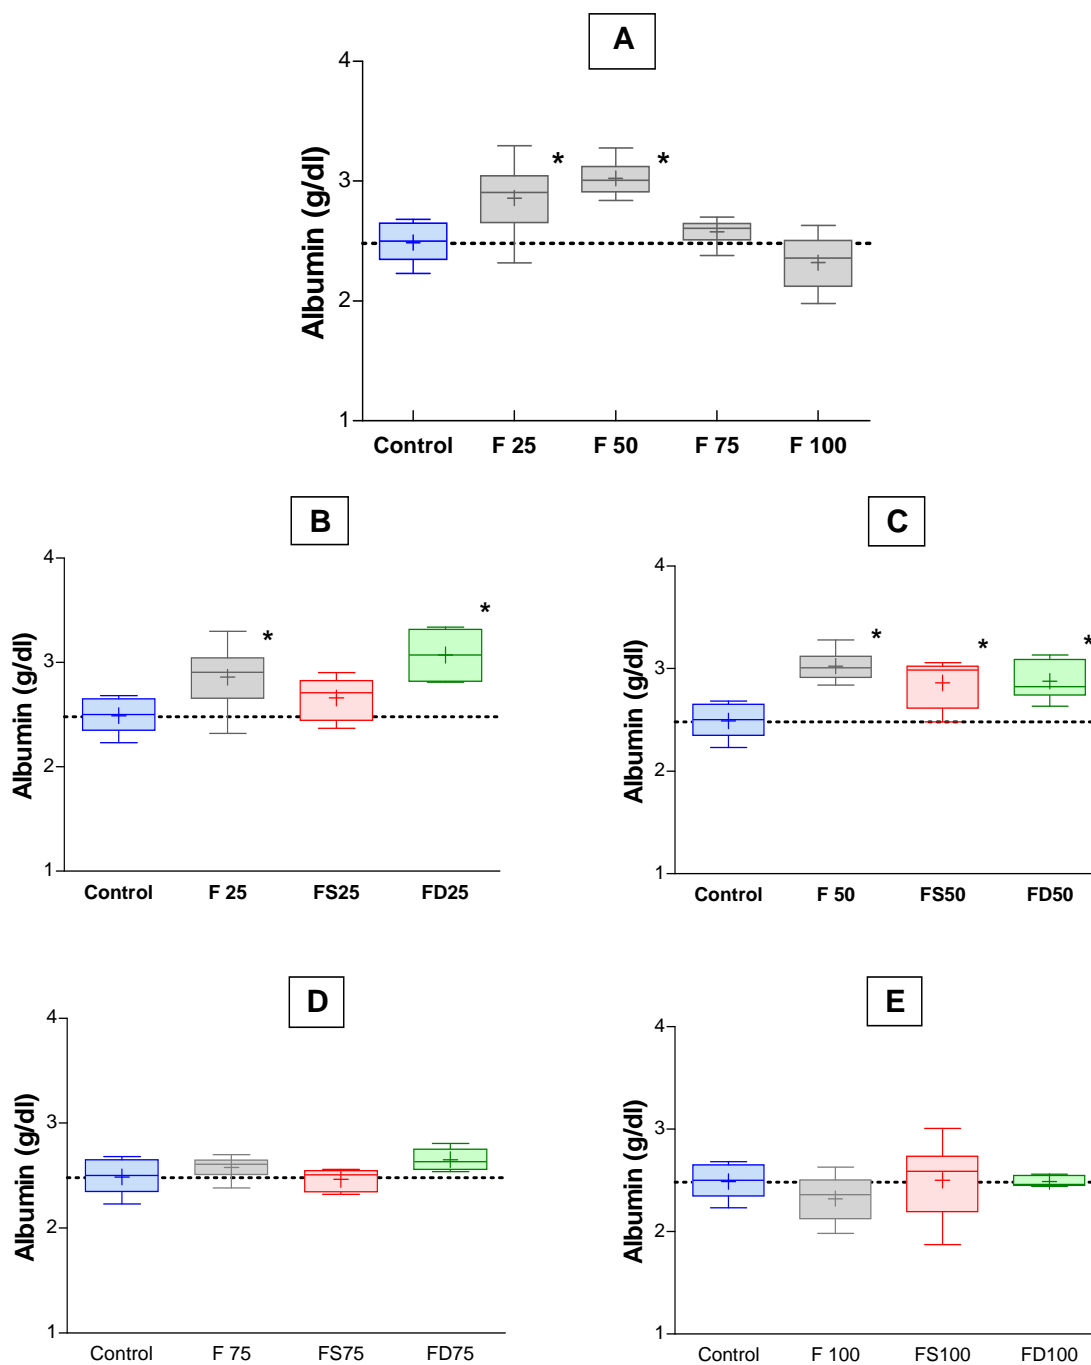 A
4
3
2
1
Albumin (g/dl)
*
*
Control F 25 F 50 F 75 F 100
B
4
3
2
1
Albumin (g/dl)
*
*
Control F 25 FS25 FD25
C
4
3
2
1
Albumin (g/dl)
*
*
*
Control F 50 FS50 FD50
D
4
3
2
1
Albumin (g/dl)
Control F 75 FS75 FD75
E
4
3
2
1
Albumin (g/dl)
Control F 100 FS100 FD100